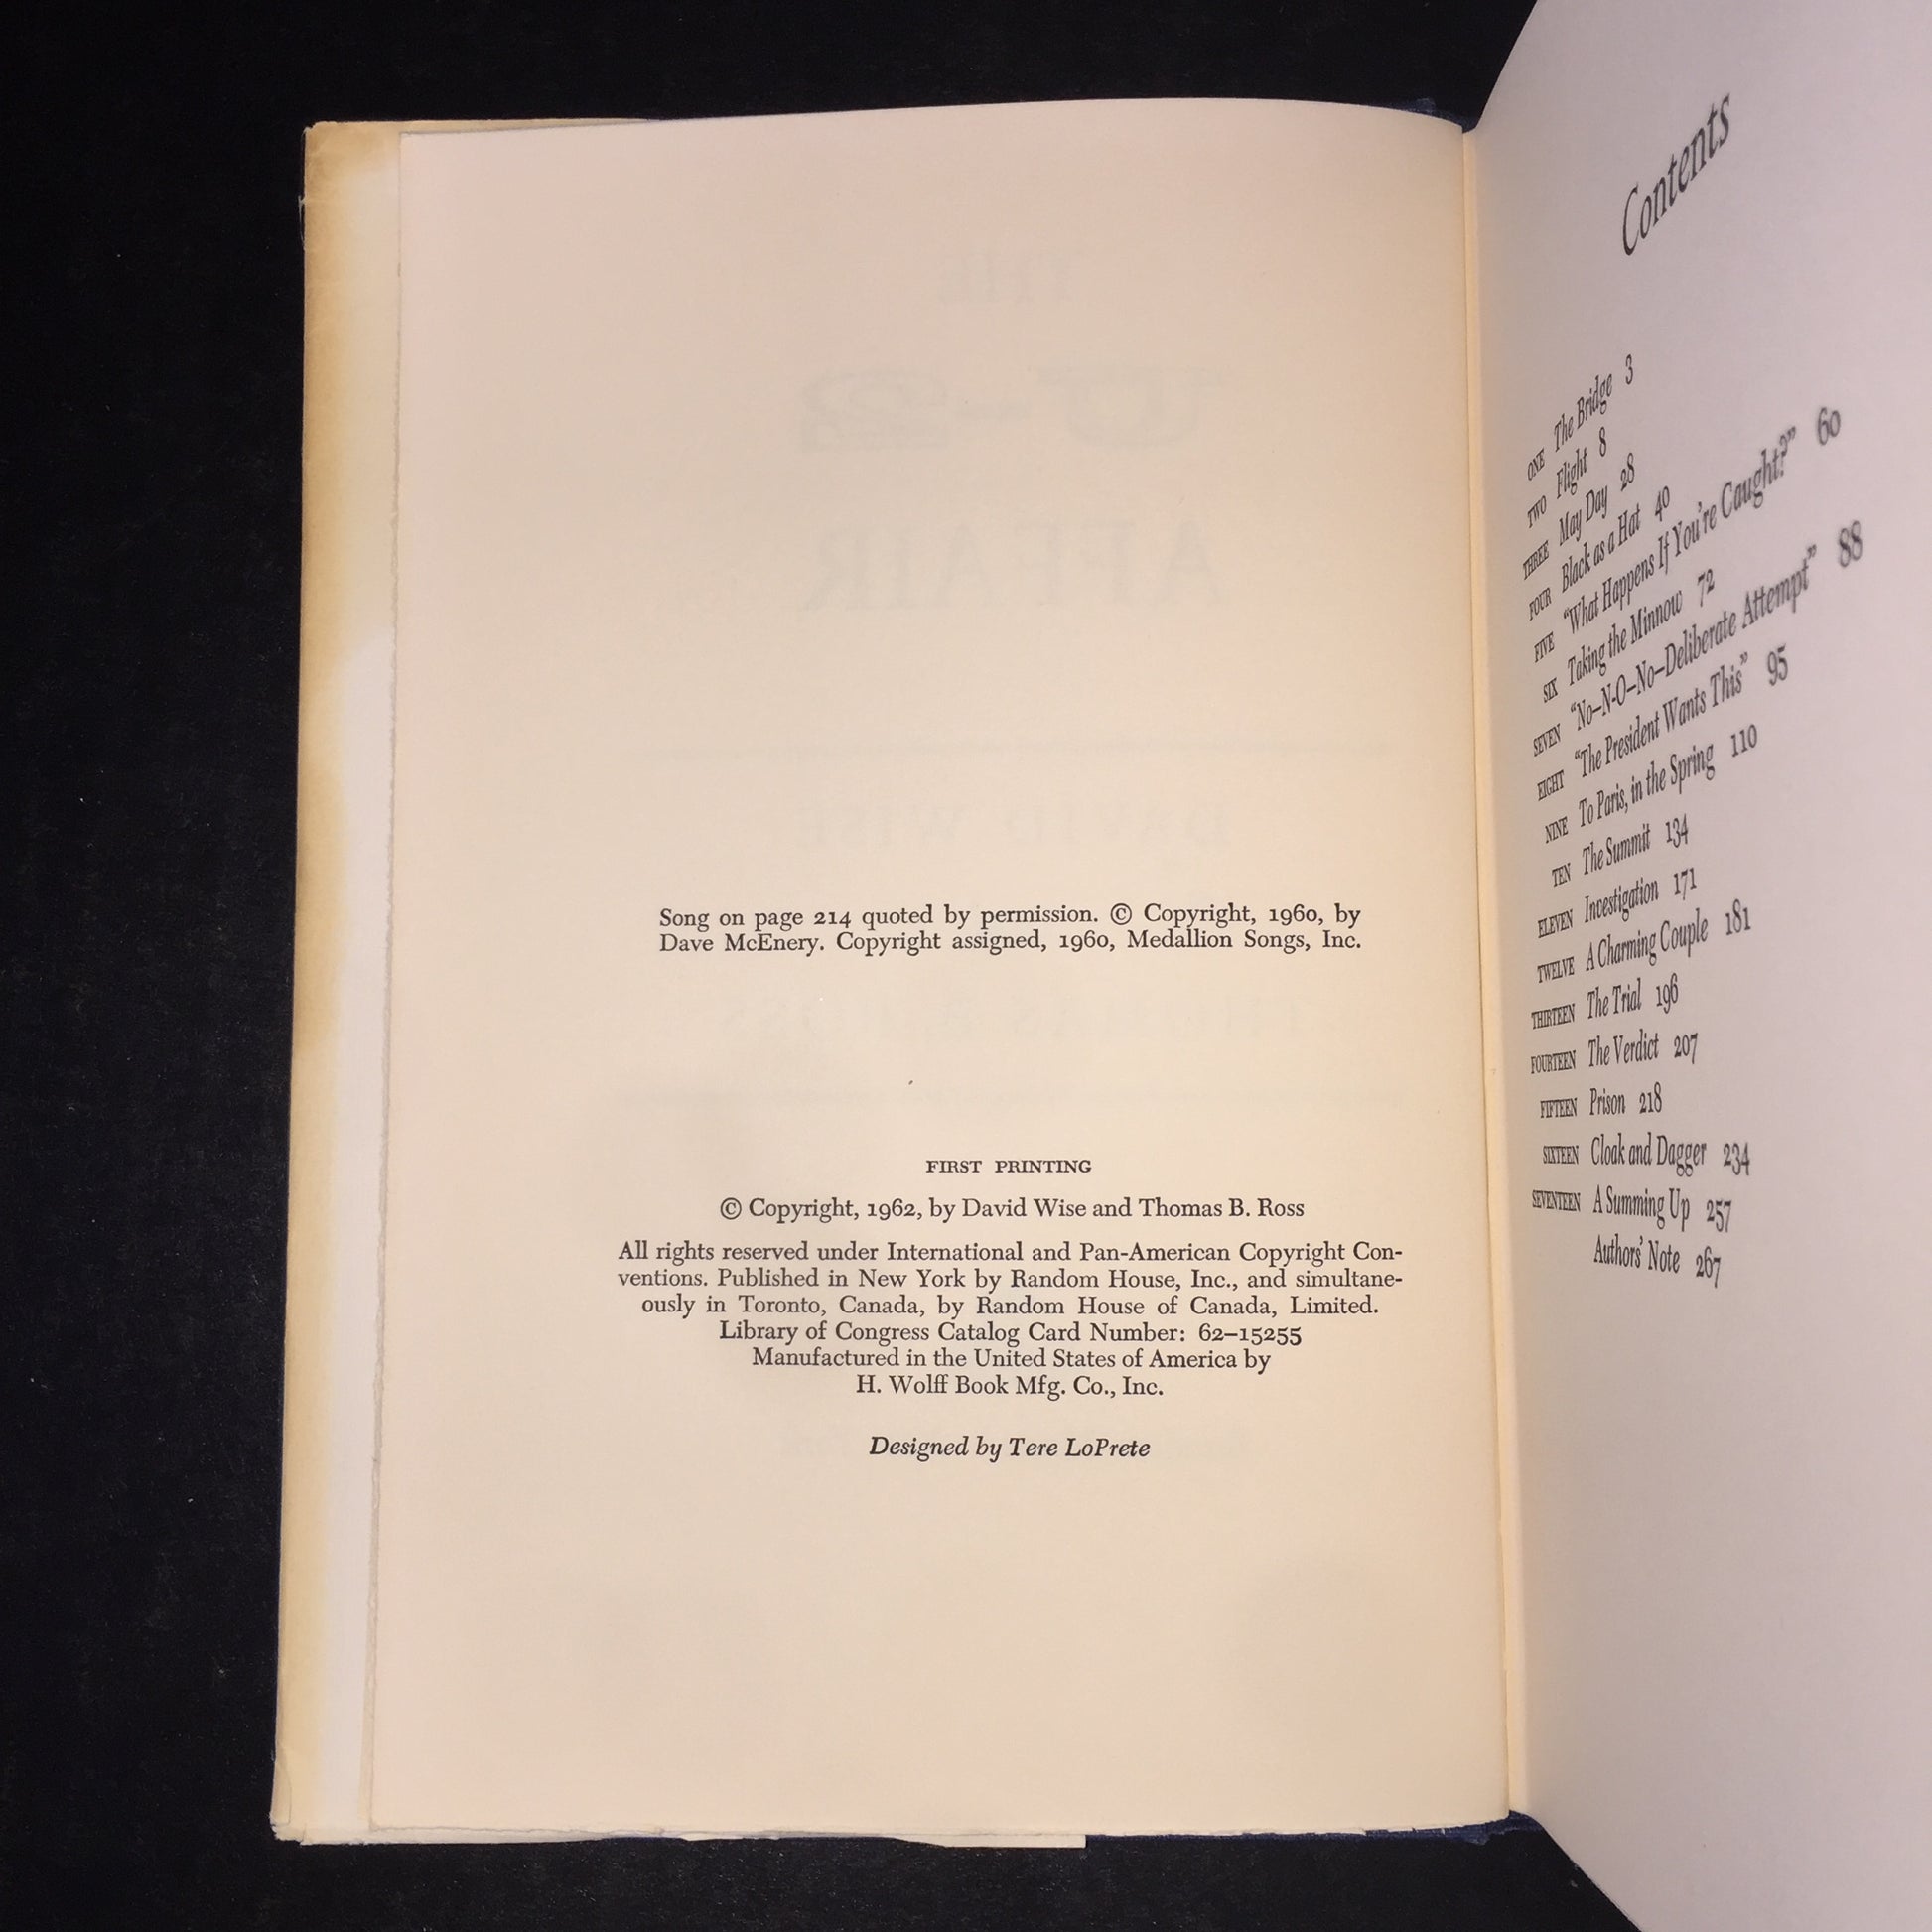 Song on page 214 quoted by permission. © Copyright, 1960, by
Dave McEnery. Copyright assigned, 1960, Medallion Songs, Inc.
FIRST PRINTING
© Copyright, 1962, by David Wise and Thomas B. Ross
All rights reserved under International and Pan-American Copyright Con-
ventions. Published in New York by Random House, Inc., and simultane-
ously in Toronto, Canada, by Random House of Canada, Limited.
Library of Congress Catalog Card Number: 62–15255
Manufactured in the United States of America by
H. Wolff Book Mfg. Co., Inc.
Designed by Tere LoPrete
Contents
ONE The Bridge 3
TWO Flight 8
THREE May Day 28
FOUR Black as a Hat 40
FIVE “What Happens If You’re Caught?” 60
SIX Taking the Minnow 72
SEVEN “No–N-O–No–Deliberate Attempt” 88
EIGHT “The President Wants This” 95
NINE To Paris, in the Spring 110
TEN The Summit 134
ELEVEN Investigation 171
TWELVE A Charming Couple 181
THIRTEEN The Trial 196
FOURTEEN The Verdict 207
FIFTEEN Prison 218
SIXTEEN Cloak and Dagger 234
SEVENTEEN A Summing Up 257
Authors’ Note 267